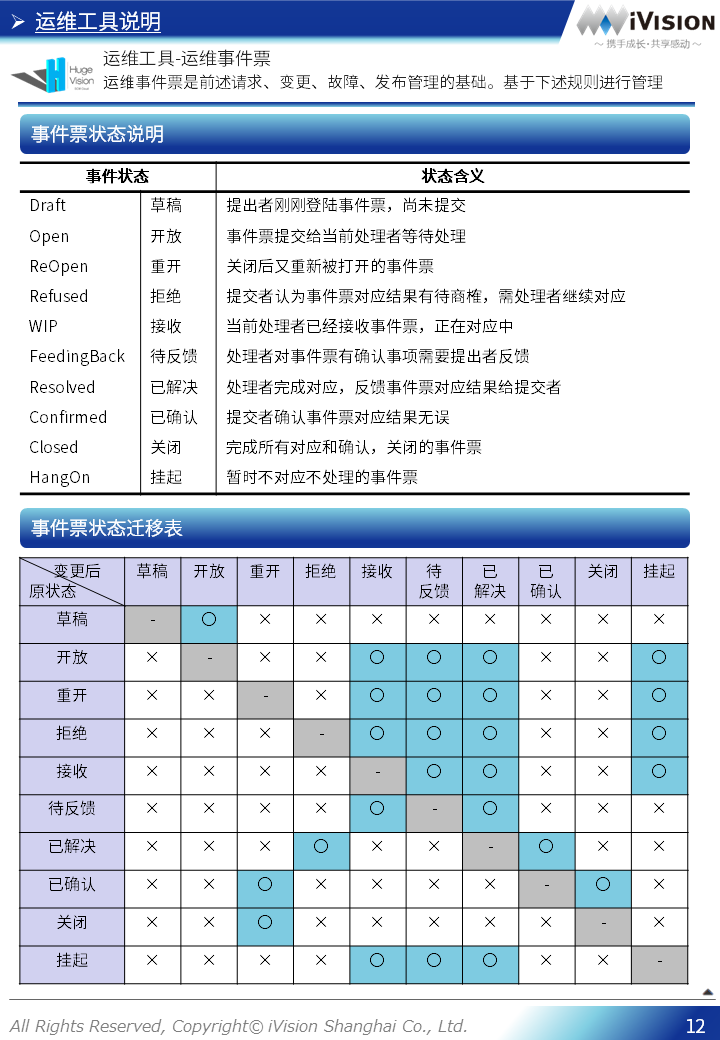 运维工具说明
iVision
～ 携手成长·共享感动 ～
Huge
Vision
运维工具-运维事件票
运维事件票是前述请求、变更、故障、发布管理的基础。基于下述规则进行管理
事件票状态说明
事件状态 状态含义
Draft 草稿 提出者刚刚登陆事件票，尚未提交
Open 开放 事件票提交给当前处理者等待处理
ReOpen 重开 关闭后又重新被打开的事件票
Refused 拒绝 提交者认为事件票对应结果有待商榷，需处理者继续对应
WIP 接收 当前处理者已经接收事件票，正在对应中
FeedingBack 待反馈 处理者对事件票有确认事项需要提出者反馈
Resolved 已解决 处理者完成对应，反馈事件票对应结果给提交者
Confirmed 已确认 提交者确认事件票对应结果无误
Closed 关闭 完成所有对应和确认，关闭的事件票
HangOn 挂起 暂时不对应不处理的事件票
事件票状态迁移表
变更后 草稿 开放 重开 拒绝 接收 待 已 已 关闭 挂起
原状态 反馈 解决 确认
草稿 - ○ × × × × × × × ×
开放 × - × × ○ ○ ○ × × ○
重开 × × - × ○ ○ ○ × × ○
拒绝 × × × - ○ ○ ○ × × ○
接收 × × × × - ○ ○ × × ○
待反馈 × × × × ○ - ○ × × ×
已解决 × × × ○ × × - ○ × ×
已确认 × × ○ × × × × - ○ ×
关闭 × × ○ × × × × × - ×
挂起 × × × × ○ ○ ○ × × -
All Rights Reserved, Copyright© iVision Shanghai Co., Ltd.
12